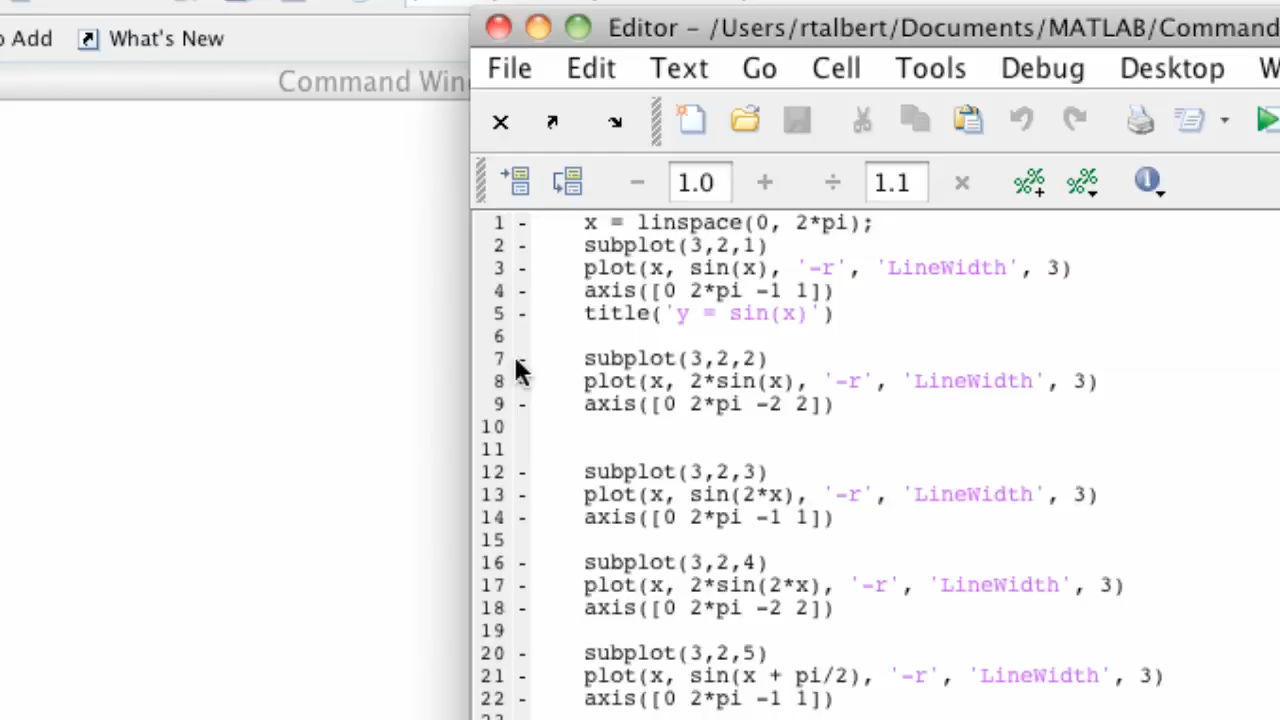 o Add What's New
Command Win
Editor – /Users/rtalbert/Documents/MATLAB/Command
File Edit Text Go Cell Tools Debug Desktop W
− 1.0 + ÷ 1.1 ×
1 - x = linspace(0, 2*pi);
2 - subplot(3,2,1)
3 - plot(x, sin(x), '-r', 'LineWidth', 3)
4 - axis([0 2*pi -1 1])
5 - title('y = sin(x)')
6
7 - subplot(3,2,2)
8 - plot(x, 2*sin(x), '-r', 'LineWidth', 3)
9 - axis([0 2*pi -2 2])
10
11
12 - subplot(3,2,3)
13 - plot(x, sin(2*x), '-r', 'LineWidth', 3)
14 - axis([0 2*pi -1 1])
15
16 - subplot(3,2,4)
17 - plot(x, 2*sin(2*x), '-r', 'LineWidth', 3)
18 - axis([0 2*pi -2 2])
19
20 - subplot(3,2,5)
21 - plot(x, sin(x + pi/2), '-r', 'LineWidth', 3)
22 - axis([0 2*pi -1 1])